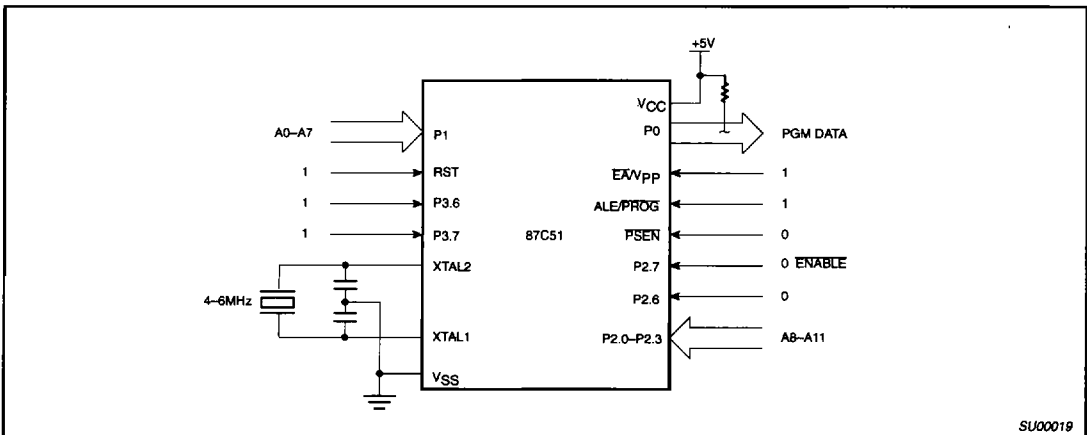 +5V
VCC
A0–A7
P1
P0
PGM DATA
1
RST
EA/VPP
1
1
P3.6
ALE/PROG
1
1
P3.7
87C51
PSEN
0
XTAL2
P2.7
0 ENABLE
4–6MHz
P2.6
0
XTAL1
P2.0–P2.3
A8–A11
VSS
SU00019